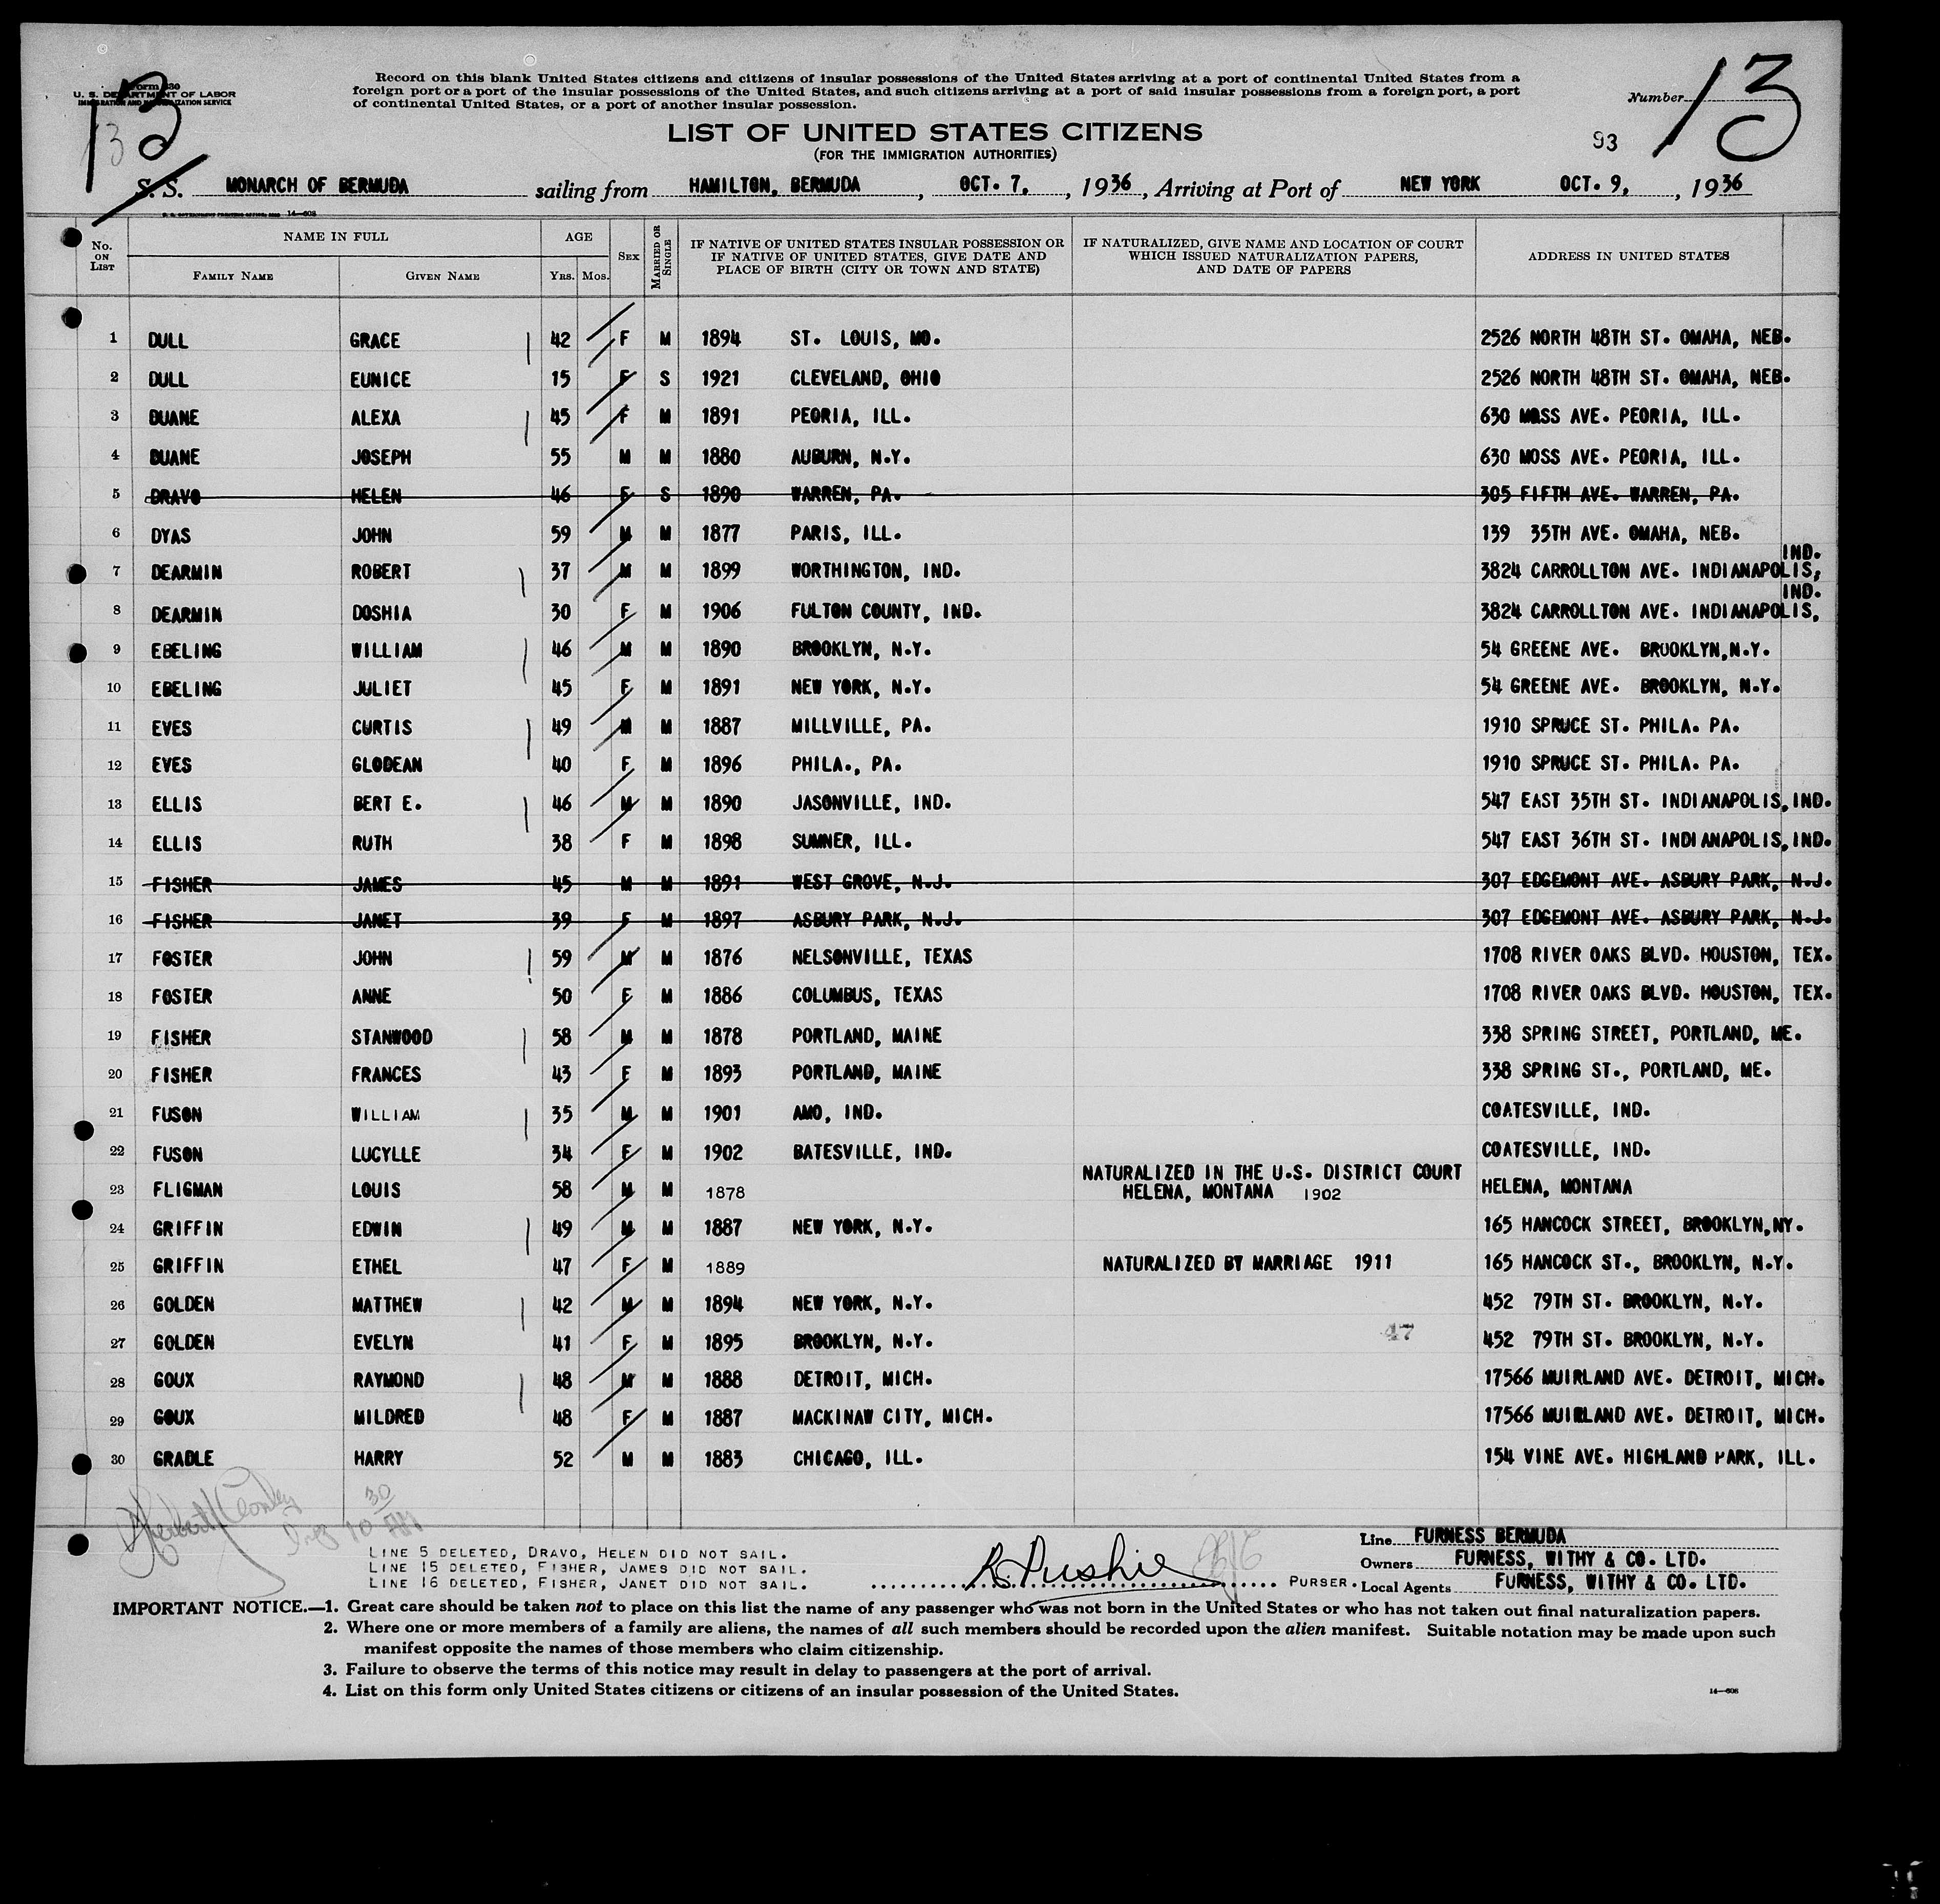 Form 630
U. S. DEPARTMENT OF LABOR
IMMIGRATION AND NATURALIZATION SERVICE
13
Record on this blank United States citizens and citizens of insular possessions of the United States arriving at a port of continental United States from a
foreign port or a port of the insular possessions of the United States, and such citizens arriving at a port of said insular possessions from a foreign port, a port
of continental United States, or a port of another insular possession.
Number 13
LIST OF UNITED STATES CITIZENS
(FOR THE IMMIGRATION AUTHORITIES)
93
S. S. MONARCH OF BERMUDA sailing from HAMILTON, BERMUDA, OCT. 7, 1936, Arriving at Port of NEW YORK OCT. 9, 1936
No. ON LIST
NAME IN FULL
FAMILY NAME GIVEN NAME
AGE
YRS. MOS.
SEX
MARRIED OR SINGLE
IF NATIVE OF UNITED STATES INSULAR POSSESSION OR
IF NATIVE OF UNITED STATES, GIVE DATE AND
PLACE OF BIRTH (CITY OR TOWN AND STATE)
IF NATURALIZED, GIVE NAME AND LOCATION OF COURT
WHICH ISSUED NATURALIZATION PAPERS,
AND DATE OF PAPERS
ADDRESS IN UNITED STATES
1 DULL GRACE 42 F M 1894 ST. LOUIS, MO. 2526 NORTH 48TH ST. OMAHA, NEB.
2 DULL EUNICE 15 F S 1921 CLEVELAND, OHIO 2526 NORTH 48TH ST. OMAHA, NEB.
3 DUANE ALEXA 45 F M 1891 PEORIA, ILL. 630 MOSS AVE. PEORIA, ILL.
4 DUANE JOSEPH 55 M M 1880 AUBURN, N.Y. 630 MOSS AVE. PEORIA, ILL.
5 DRAVO HELEN 46 F S 1890 WARREN, PA. 305 FIFTH AVE. WARREN, PA.
6 DYAS JOHN 59 M M 1877 PARIS, ILL. 139 35TH AVE. OMAHA, NEB.
7 DEARMIN ROBERT 37 M M 1899 WORTHINGTON, IND. 3824 CARROLLTON AVE. INDIANAPOLIS, IND.
8 DEARMIN DOSHIA 30 F M 1906 FULTON COUNTY, IND. 3824 CARROLLTON AVE. INDIANAPOLIS, IND.
9 EBELING WILLIAM 46 M M 1890 BROOKLYN, N.Y. 54 GREENE AVE. BROOKLYN,N.Y.
10 EBELING JULIET 45 F M 1891 NEW YORK, N.Y. 54 GREENE AVE. BROOKLYN, N.Y.
11 EVES CURTIS 49 M M 1887 MILLVILLE, PA. 1910 SPRUCE ST. PHILA. PA.
12 EVES GLODEAN 40 F M 1896 PHILA., PA. 1910 SPRUCE ST. PHILA. PA.
13 ELLIS BERT E. 46 M M 1890 JASONVILLE, IND. 547 EAST 35TH ST. INDIANAPOLIS, IND.
14 ELLIS RUTH 38 F M 1898 SUMNER, ILL. 547 EAST 36TH ST. INDIANAPOLIS, IND.
15 FISHER JAMES 45 M M 1891 WEST GROVE, N.J. 307 EDGEMONT AVE. ASBURY PARK, N.J.
16 FISHER JANET 39 F M 1897 ASBURY PARK, N.J. 307 EDGEMONT AVE. ASBURY PARK, N.J.
17 FOSTER JOHN 59 M M 1876 NELSONVILLE, TEXAS 1708 RIVER OAKS BLVD. HOUSTON, TEX.
18 FOSTER ANNE 50 F M 1886 COLUMBUS, TEXAS 1708 RIVER OAKS BLVD. HOUSTON, TEX.
19 FISHER STANWOOD 58 M M 1878 PORTLAND, MAINE 338 SPRING STREET, PORTLAND, ME.
20 FISHER FRANCES 43 F M 1893 PORTLAND, MAINE 338 SPRING ST., PORTLAND, ME.
21 FUSON WILLIAM 35 M M 1901 AMO, IND. COATESVILLE, IND.
22 FUSON LUCYLLE 34 F M 1902 BATESVILLE, IND. COATESVILLE, IND.
23 FLIGMAN LOUIS 58 M M 1878 NATURALIZED IN THE U.S. DISTRICT COURT HELENA, MONTANA 1902 HELENA, MONTANA
24 GRIFFIN EDWIN 49 M M 1887 NEW YORK, N.Y. 165 HANCOCK STREET, BROOKLYN,NY.
25 GRIFFIN ETHEL 47 F M 1889 NATURALIZED BY MARRIAGE 1911 165 HANCOCK ST., BROOKLYN, N.Y.
26 GOLDEN MATTHEW 42 M M 1894 NEW YORK, N.Y. 452 79TH ST. BROOKLYN, N.Y.
27 GOLDEN EVELYN 41 F M 1895 BROOKLYN, N.Y. 47 452 79TH ST. BROOKLYN, N.Y.
28 GOUX RAYMOND 48 M M 1888 DETROIT, MICH. 17566 MUIRLAND AVE. DETROIT, MICH.
29 GOUX MILDRED 48 F M 1887 MACKINAW CITY, MICH. 17566 MUIRLAND AVE. DETROIT, MICH.
30 GRADLE HARRY 52 M M 1883 CHICAGO, ILL. 154 VINE AVE. HIGHLAND PARK, ILL.
LINE 5 DELETED, DRAVO, HELEN DID NOT SAIL.
LINE 15 DELETED, FISHER, JAMES DID NOT SAIL.
LINE 16 DELETED, FISHER, JANET DID NOT SAIL.
PURSER.
Line FURNESS BERMUDA
Owners FURNESS, WITHY & CO. LTD.
Local Agents FURNESS, WITHY & CO. LTD.
IMPORTANT NOTICE.—1. Great care should be taken not to place on this list the name of any passenger who was not born in the United States or who has not taken out final naturalization papers.
2. Where one or more members of a family are aliens, the names of all such members should be recorded upon the alien manifest. Suitable notation may be made upon such
manifest opposite the names of those members who claim citizenship.
3. Failure to observe the terms of this notice may result in delay to passengers at the port of arrival.
4. List on this form only United States citizens or citizens of an insular possession of the United States.